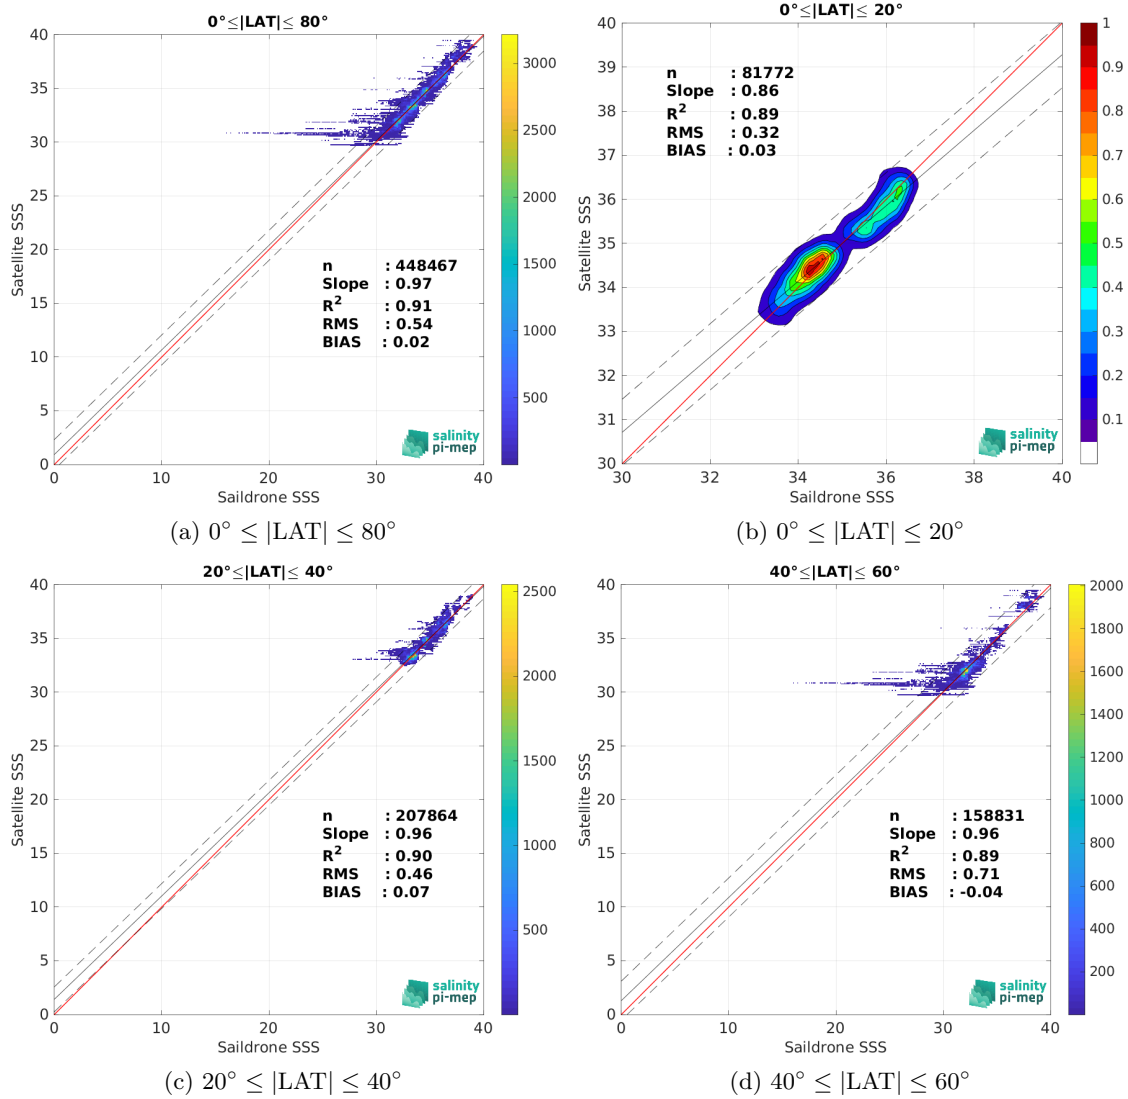 0°≤|LAT|≤ 80°
40
35
30
25
20
15
10
5
0
0
10
20
30
40
Satellite SSS
Saildrone SSS
n : 448467
Slope : 0.97
R² : 0.91
RMS : 0.54
BIAS : 0.02
salinity
pi-mep
3000
2500
2000
1500
1000
500
(a) 0° ≤ |LAT| ≤ 80°
0°≤|LAT|≤ 20°
40
39
38
37
36
35
34
33
32
31
30
30
32
34
36
38
40
Satellite SSS
Saildrone SSS
n : 81772
Slope : 0.86
R² : 0.89
RMS : 0.32
BIAS : 0.03
salinity
pi-mep
1
0.9
0.8
0.7
0.6
0.5
0.4
0.3
0.2
0.1
(b) 0° ≤ |LAT| ≤ 20°
20°≤|LAT|≤ 40°
40
35
30
25
20
15
10
5
0
0
10
20
30
40
Satellite SSS
Saildrone SSS
n : 207864
Slope : 0.96
R² : 0.90
RMS : 0.46
BIAS : 0.07
salinity
pi-mep
2500
2000
1500
1000
500
(c) 20° ≤ |LAT| ≤ 40°
40°≤|LAT|≤ 60°
40
35
30
25
20
15
10
5
0
0
10
20
30
40
Satellite SSS
Saildrone SSS
n : 158831
Slope : 0.96
R² : 0.89
RMS : 0.71
BIAS : -0.04
salinity
pi-mep
2000
1800
1600
1400
1200
1000
800
600
400
200
(d) 40° ≤ |LAT| ≤ 60°